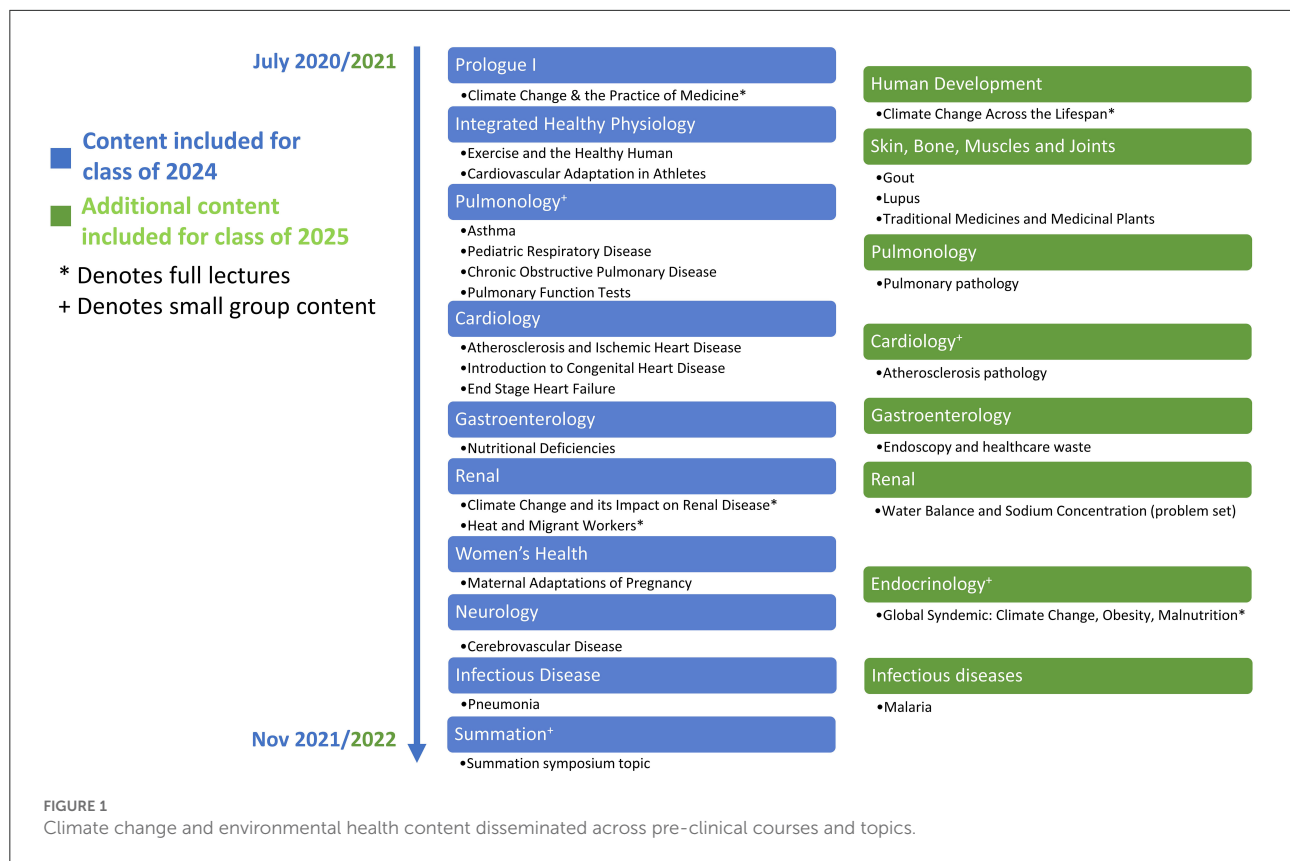 July 2020/2021
Content included for
class of 2024
Additional content
included for class of 2025
* Denotes full lectures
+ Denotes small group content
Nov 2021/2022
Prologue I
•Climate Change & the Practice of Medicine*
Integrated Healthy Physiology
•Exercise and the Healthy Human
•Cardiovascular Adaptation in Athletes
Pulmonology+
•Asthma
•Pediatric Respiratory Disease
•Chronic Obstructive Pulmonary Disease
•Pulmonary Function Tests
Cardiology
•Atherosclerosis and Ischemic Heart Disease
•Introduction to Congenital Heart Disease
•End Stage Heart Failure
Gastroenterology
•Nutritional Deficiencies
Renal
•Climate Change and its Impact on Renal Disease*
•Heat and Migrant Workers*
Women's Health
•Maternal Adaptations of Pregnancy
Neurology
•Cerebrovascular Disease
Infectious Disease
•Pneumonia
Summation+
•Summation symposium topic
Human Development
•Climate Change Across the Lifespan*
Skin, Bone, Muscles and Joints
•Gout
•Lupus
•Traditional Medicines and Medicinal Plants
Pulmonology
•Pulmonary pathology
Cardiology+
•Atherosclerosis pathology
Gastroenterology
•Endoscopy and healthcare waste
Renal
•Water Balance and Sodium Concentration (problem set)
Endocrinology+
•Global Syndemic: Climate Change, Obesity, Malnutrition*
Infectious diseases
•Malaria
FIGURE 1
Climate change and environmental health content disseminated across pre-clinical courses and topics.